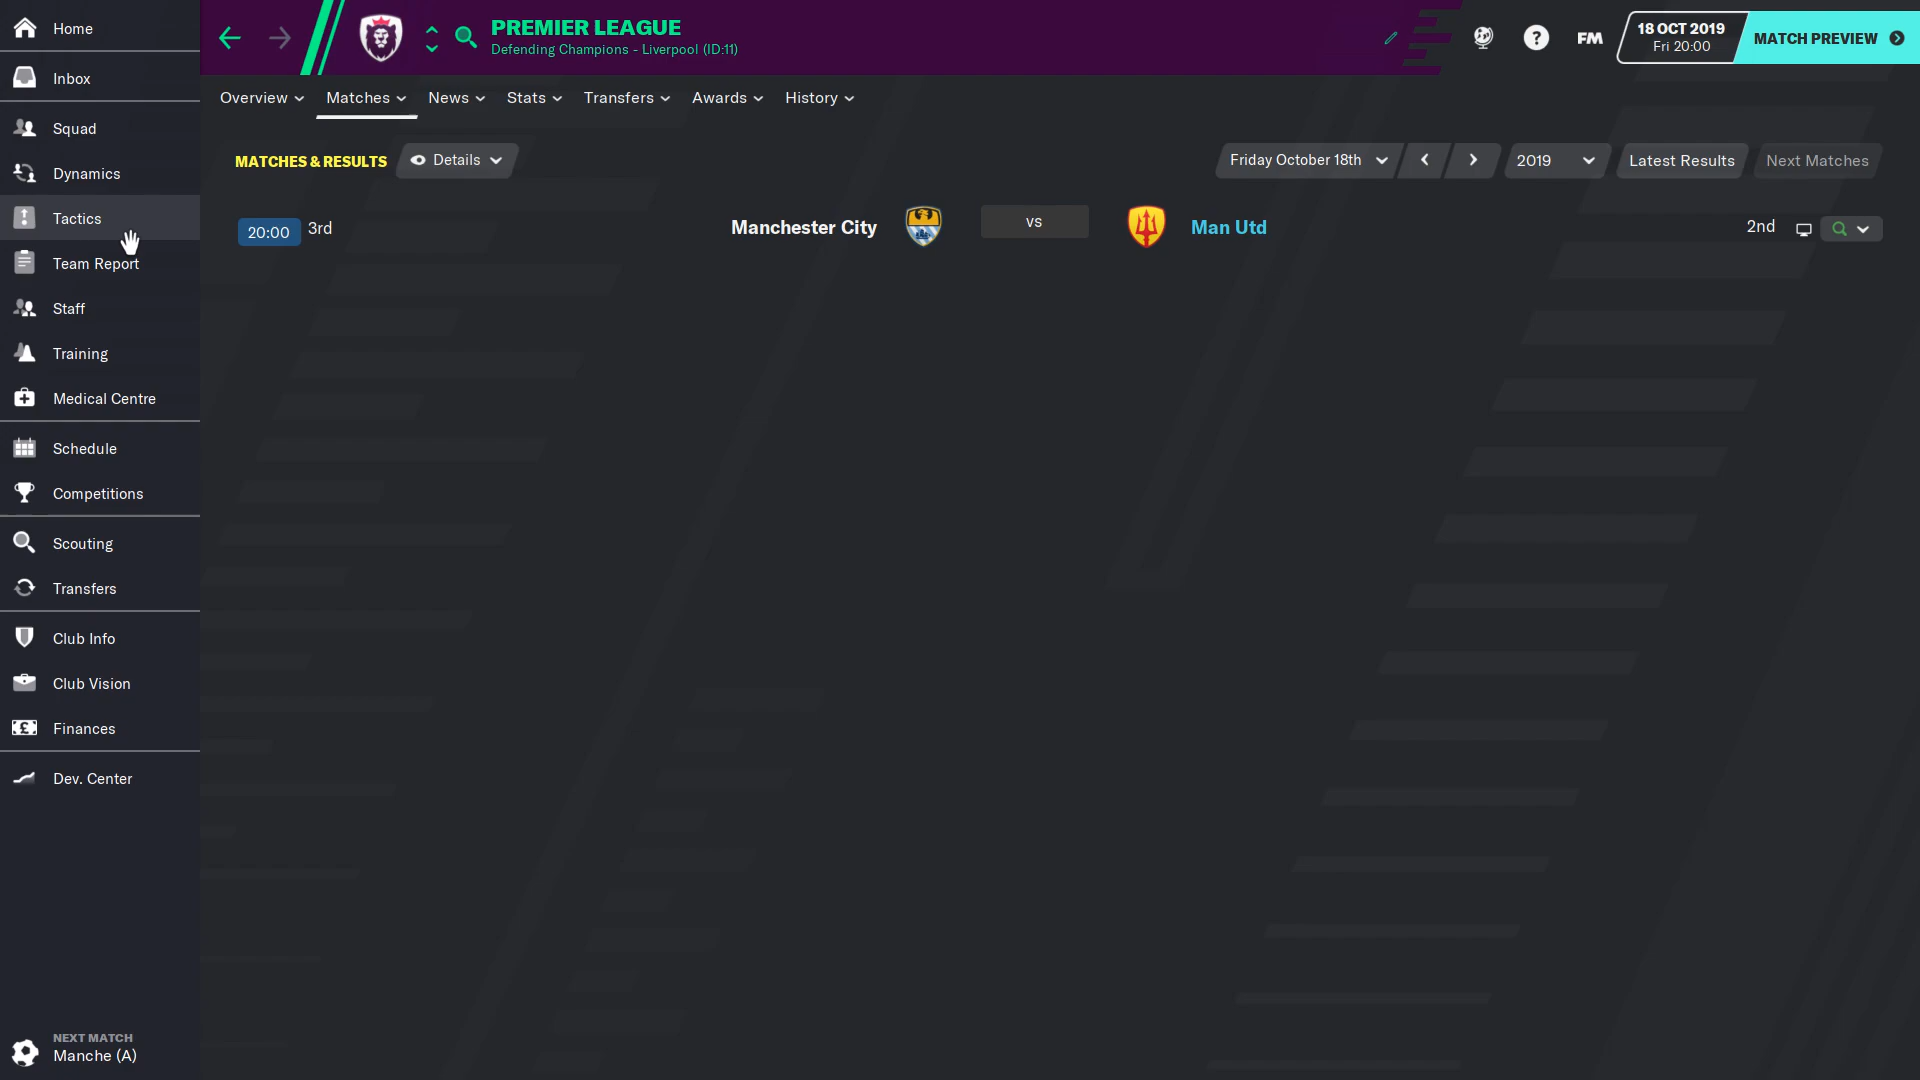 Home
Inbox
Squad
Dynamics
Tactics
Team Report
Staff
Training
Medical Centre
Schedule
Competitions
Scouting
Transfers
Club Info
Club Vision
Finances
Dev. Center
NEXT MATCH
Manche (A)
PREMIER LEAGUE
Defending Champions - Liverpool (ID:11)
? FM
18 OCT 2019
Fri 20:00
MATCH PREVIEW
Overview Matches News Stats Transfers Awards History
MATCHES & RESULTS Details Friday October 18th 2019 Latest Results Next Matches
20:00 3rd Manchester City vs Man Utd 2nd